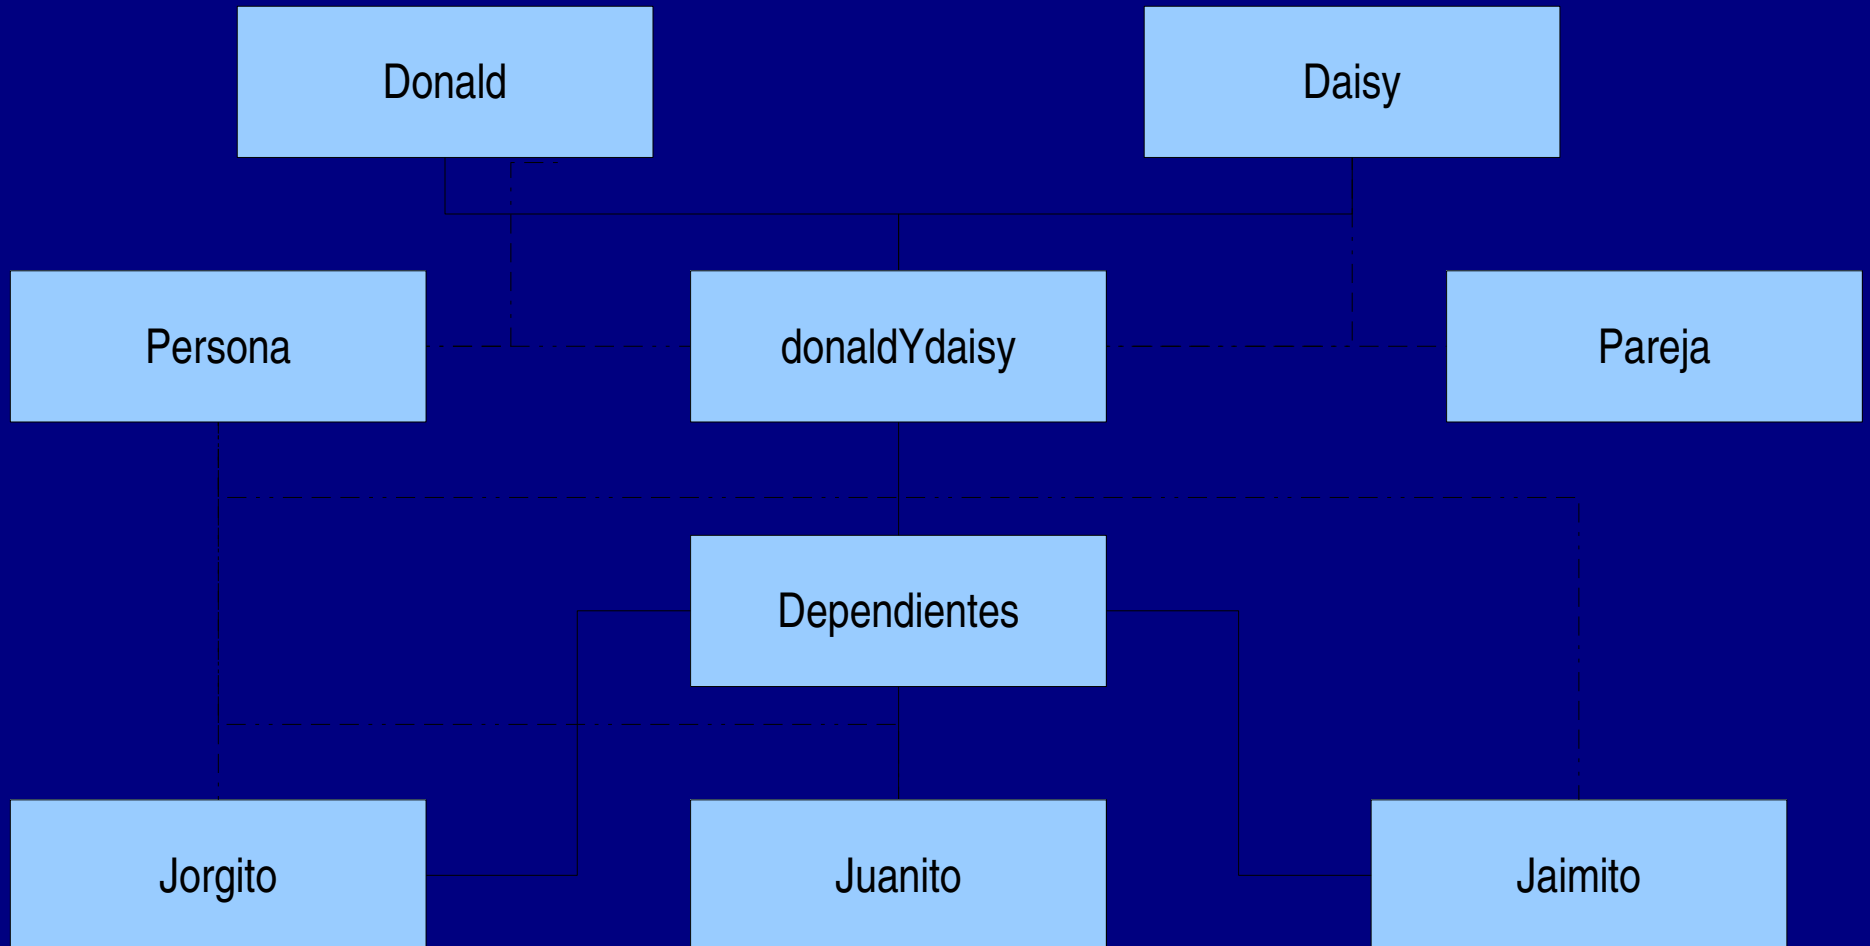 Donald
Daisy
Persona
donaldYdaisy
Pareja
Dependientes
Jorgito
Juanito
Jaimito